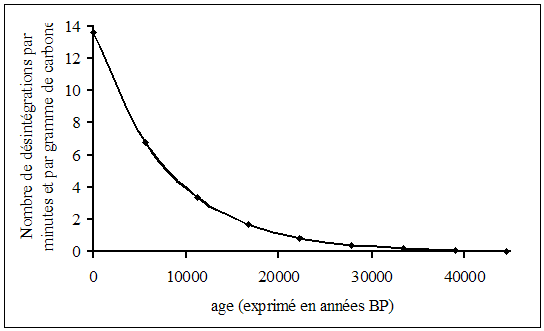 Nombre de désintégrations par
minutes et par gramme de carbone
14
12
10
8
6
4
2
0
0 10000 20000 30000 40000
age (exprimé en années BP)